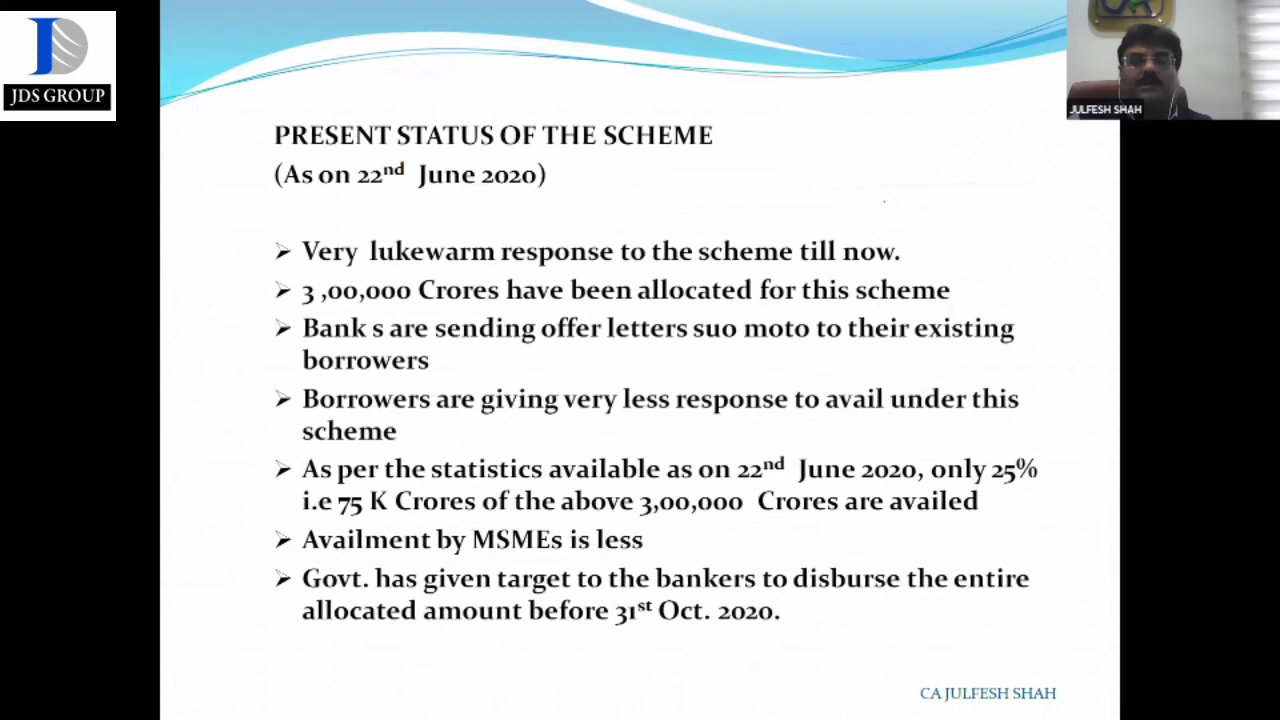 JDS GROUP
JULFESH SHAH
PRESENT STATUS OF THE SCHEME
(As on 22nd June 2020)
➢ Very lukewarm response to the scheme till now.
➢ 3 ,00,000 Crores have been allocated for this scheme
➢ Bank s are sending offer letters suo moto to their existing
borrowers
➢ Borrowers are giving very less response to avail under this
scheme
➢ As per the statistics available as on 22nd June 2020, only 25%
i.e 75 K Crores of the above 3,00,000 Crores are availed
➢ Availment by MSMEs is less
➢ Govt. has given target to the bankers to disburse the entire
allocated amount before 31st Oct. 2020.
CA JULFESH SHAH